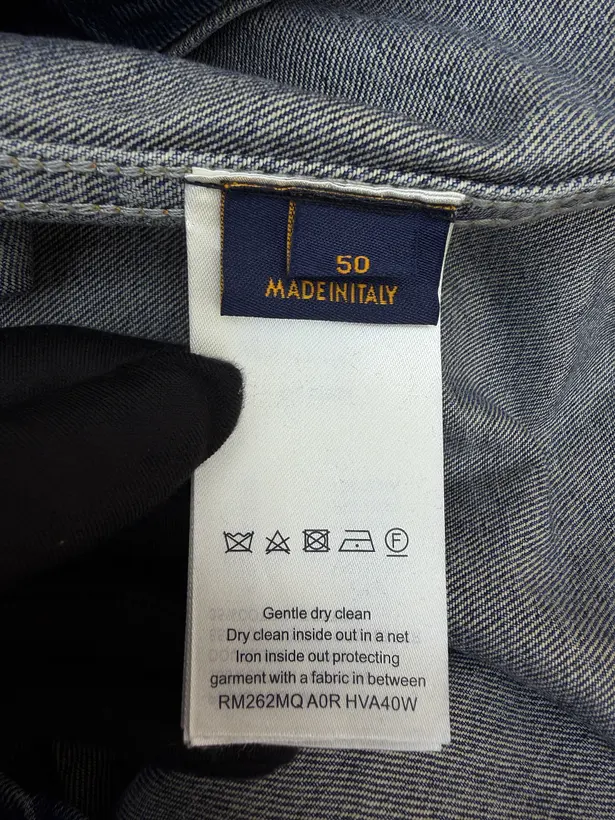 50
MADEINITALY
F
Gentle dry clean
Dry clean inside out in a net
Iron inside out protecting
garment with a fabric in between
RM262MQ A0R HVA40W